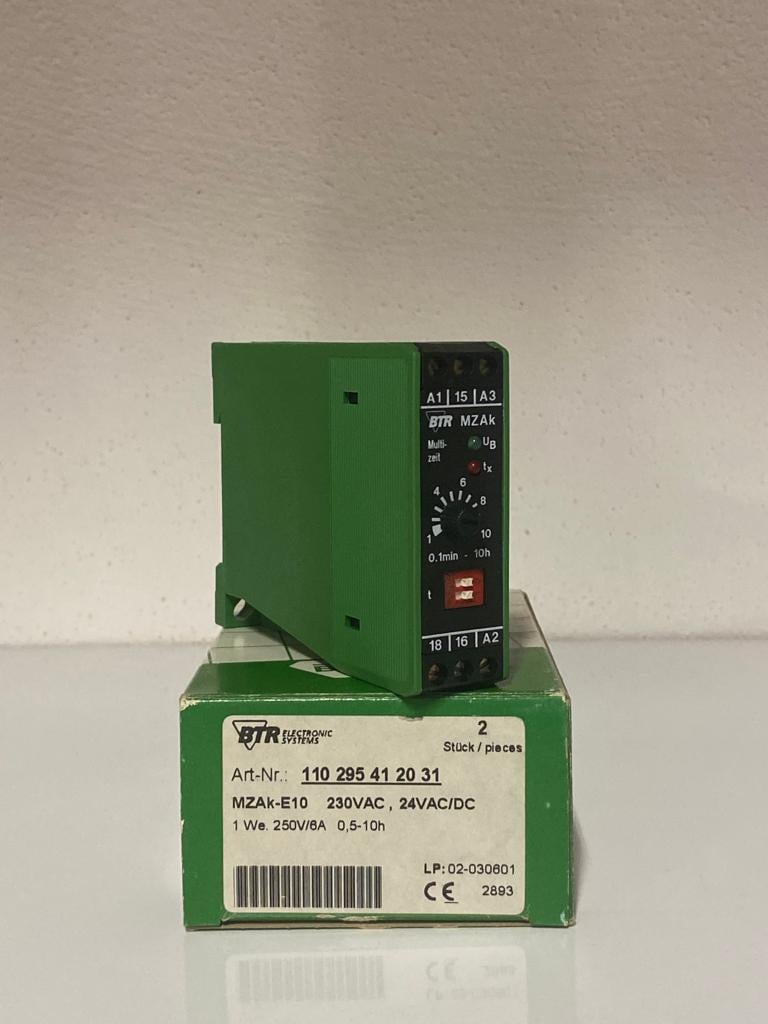 A1 15 A3
BTR MZAk
Multi-
zeit
UB
tx
1 4 6 8 10
0.1min - 10h
t
18 16 A2
BTR ELECTRONIC
SYSTEMS
2
Stück / pieces
Art-Nr.: 110 295 41 20 31
MZAk-E10 230VAC , 24VAC/DC
1 We. 250V/6A 0,5-10h
LP: 02-030601
CE 2893